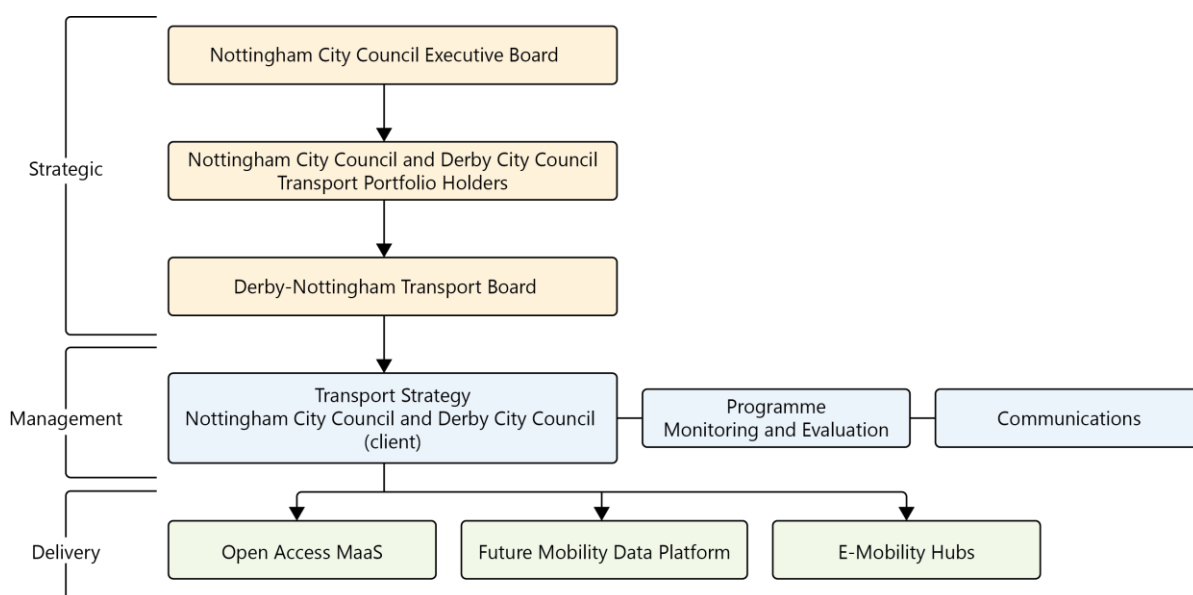 Nottingham City Council Executive Board
Strategic
Nottingham City Council and Derby City Council
Transport Portfolio Holders
Derby-Nottingham Transport Board
Management
Transport Strategy
Nottingham City Council and Derby City Council
(client)
Programme
Monitoring and Evaluation
Communications
Delivery
Open Access MaaS
Future Mobility Data Platform
E-Mobility Hubs